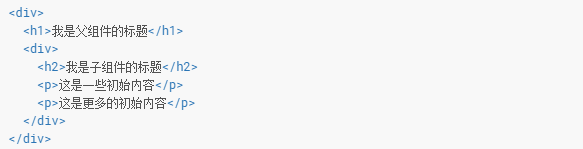 <div>
  <h1>我是父组件的标题</h1>
  <div>
    <h2>我是子组件的标题</h2>
    <p>这是一些初始内容</p>
    <p>这是更多的初始内容</p>
  </div>
</div>